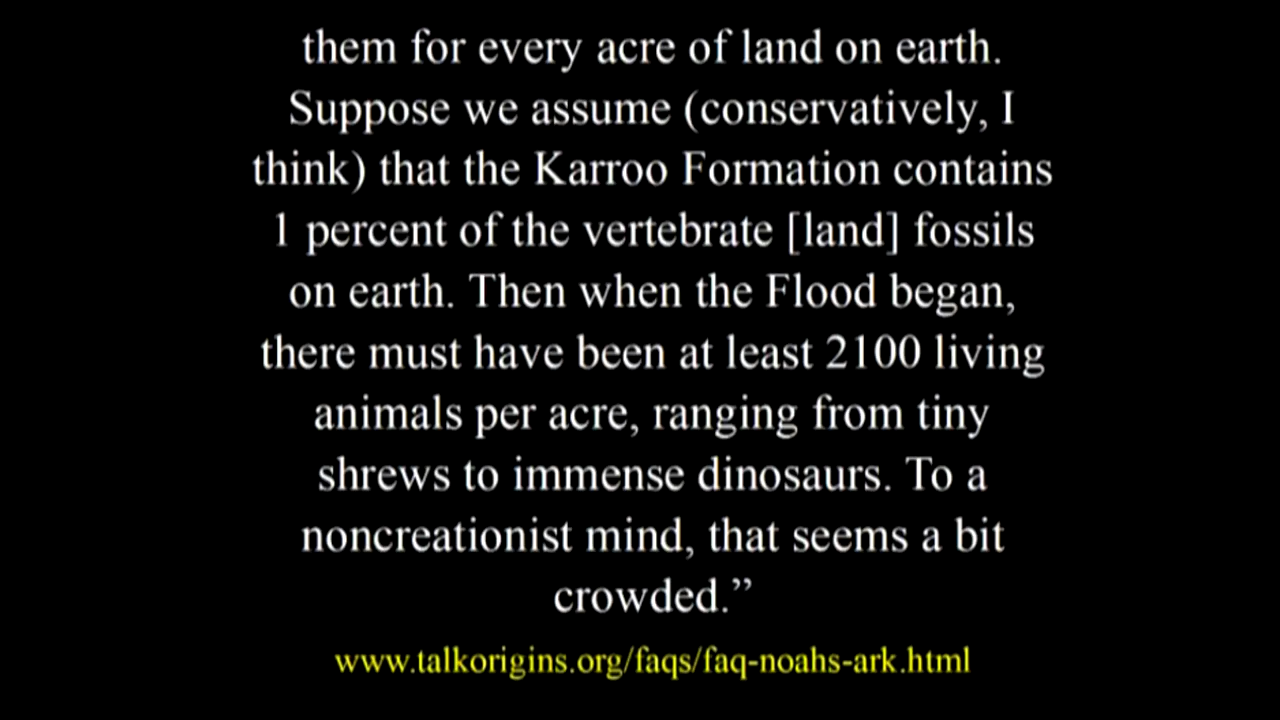 them for every acre of land on earth.
Suppose we assume (conservatively, I
think) that the Karroo Formation contains
1 percent of the vertebrate [land] fossils
on earth. Then when the Flood began,
there must have been at least 2100 living
animals per acre, ranging from tiny
shrews to immense dinosaurs. To a
noncreationist mind, that seems a bit
crowded.”
www.talkorigins.org/faqs/faq-noahs-ark.html